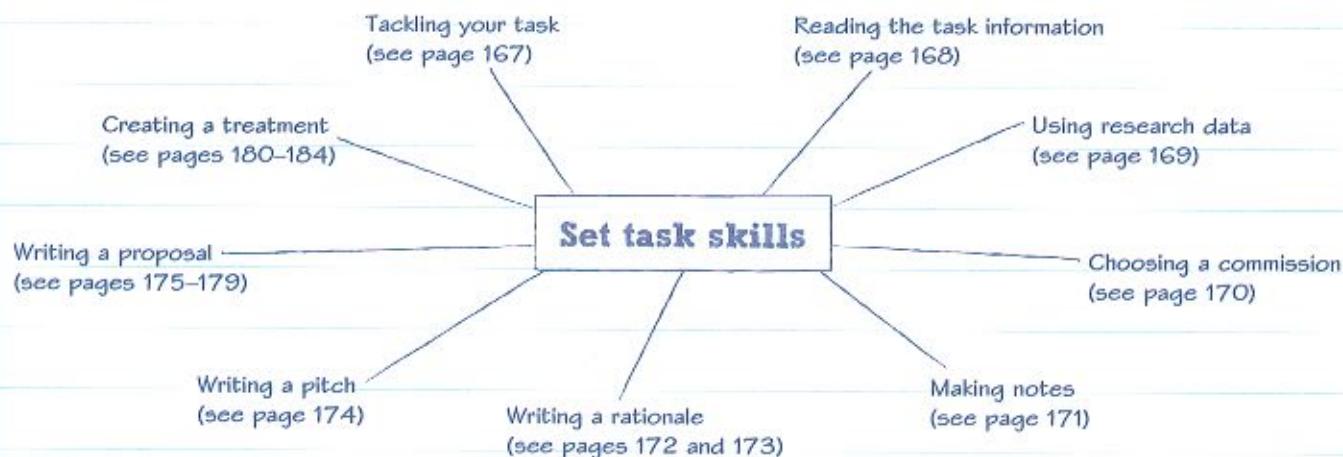 Tackling your task
(see page 167)
Reading the task information
(see page 168)
Creating a treatment
(see pages 180–184)
Using research data
(see page 169)
Set task skills
Writing a proposal
(see pages 175–179)
Choosing a commission
(see page 170)
Writing a pitch
(see page 174)
Writing a rationale
(see pages 172 and 173)
Making notes
(see page 171)